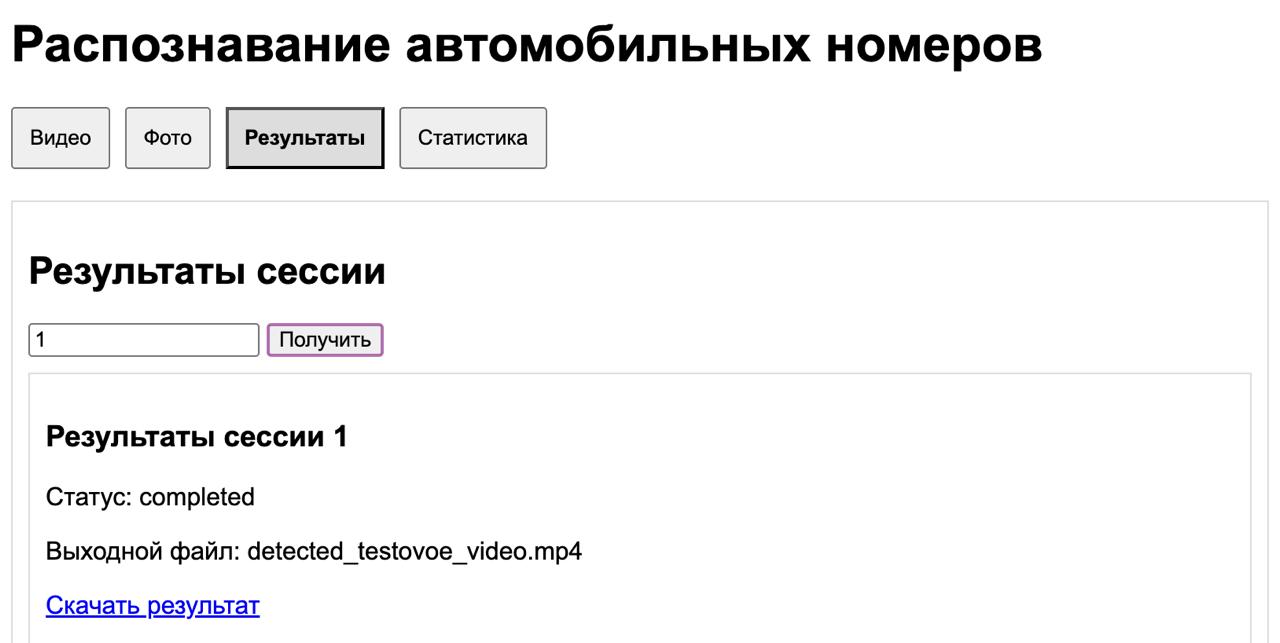 Распознавание автомобильных номеров
Видео Фото Результаты Статистика
Результаты сессии
1 Получить
Результаты сессии 1
Статус: completed
Выходной файл: detected_testovoe_video.mp4
Скачать результат